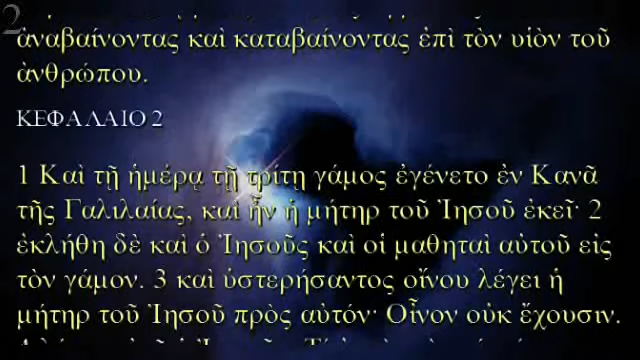 2
ἀναβαίνοντας καὶ καταβαίνοντας ἐπὶ τὸν υἱὸν τοῦ
ἀνθρώπου.
ΚΕΦΑΛΑΙΟ 2
1 Καὶ τῇ ἡμέρᾳ τῇ τρίτῃ γάμος ἐγένετο ἐν Κανᾶ
τῆς Γαλιλαίας, καὶ ἦν ἡ μήτηρ τοῦ Ἰησοῦ ἐκεῖ· 2
ἐκλήθη δὲ καὶ ὁ Ἰησοῦς καὶ οἱ μαθηταὶ αὐτοῦ εἰς
τὸν γάμον. 3 καὶ ὑστερήσαντος οἴνου λέγει ἡ
μήτηρ τοῦ Ἰησοῦ πρὸς αὐτόν· Οἶνον οὐκ ἔχουσιν.